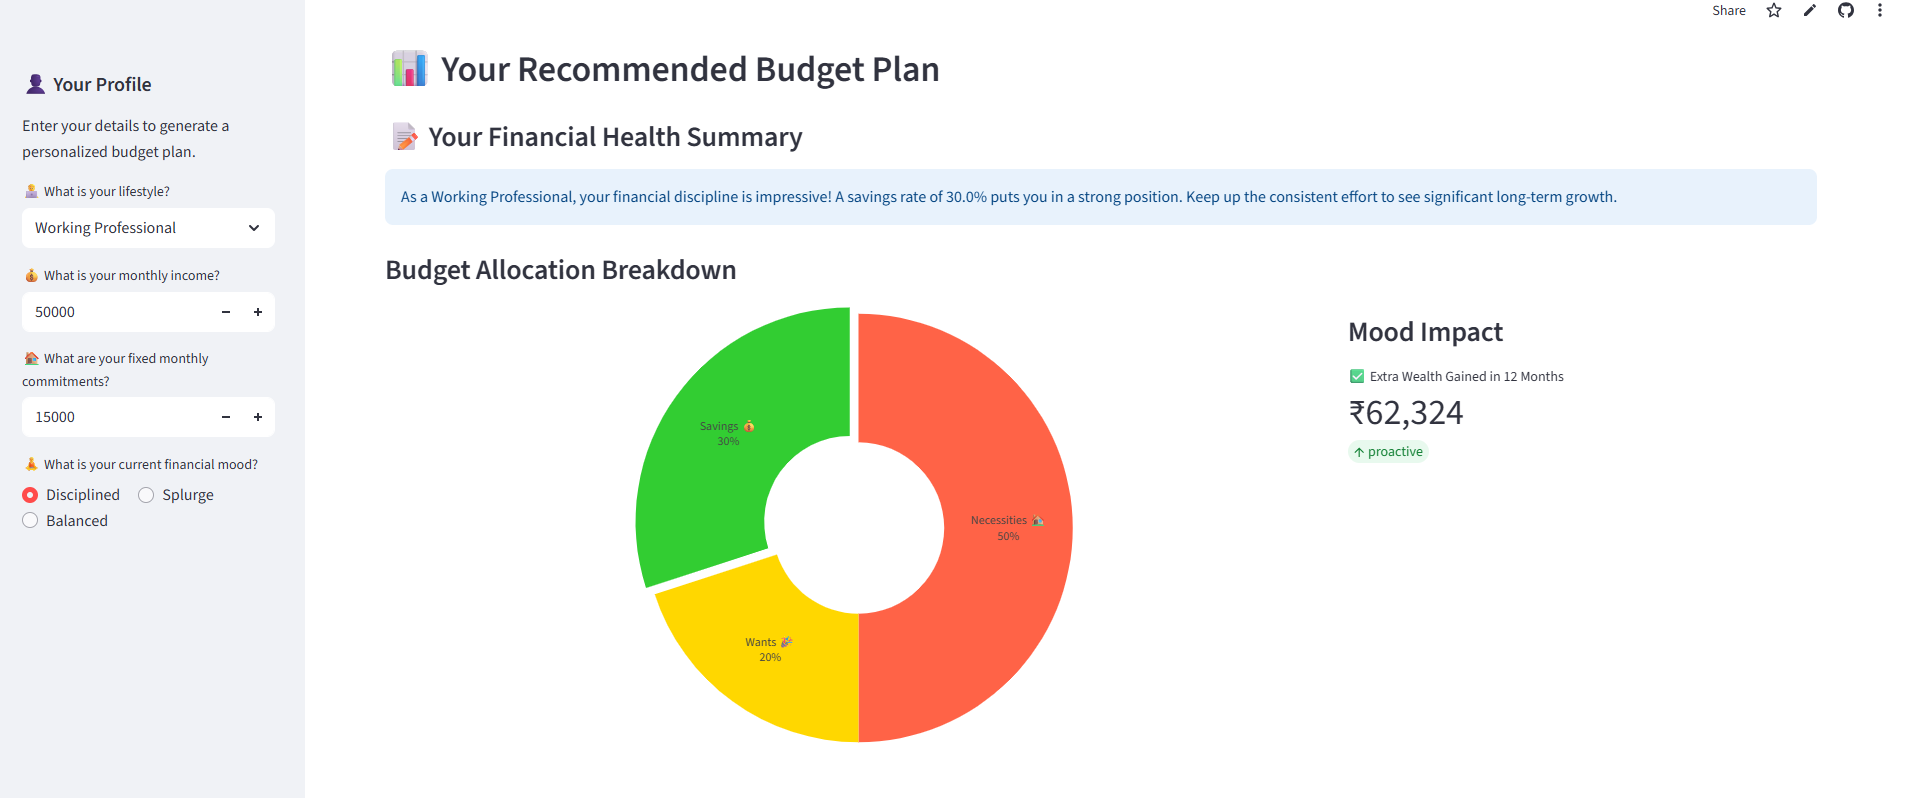 Share
Your Profile
Enter your details to generate a
personalized budget plan.
What is your lifestyle?
Working Professional
What is your monthly income?
50000
What are your fixed monthly
commitments?
15000
What is your current financial mood?
Disciplined
Splurge
Balanced
Your Recommended Budget Plan
Your Financial Health Summary
As a Working Professional, your financial discipline is impressive! A savings rate of 30.0% puts you in a strong position. Keep up the consistent effort to see significant long-term growth.
Budget Allocation Breakdown
Savings 💰
30%
Necessities 🏠
50%
Wants 🎉
20%
Mood Impact
✅ Extra Wealth Gained in 12 Months
₹62,324
↑ proactive